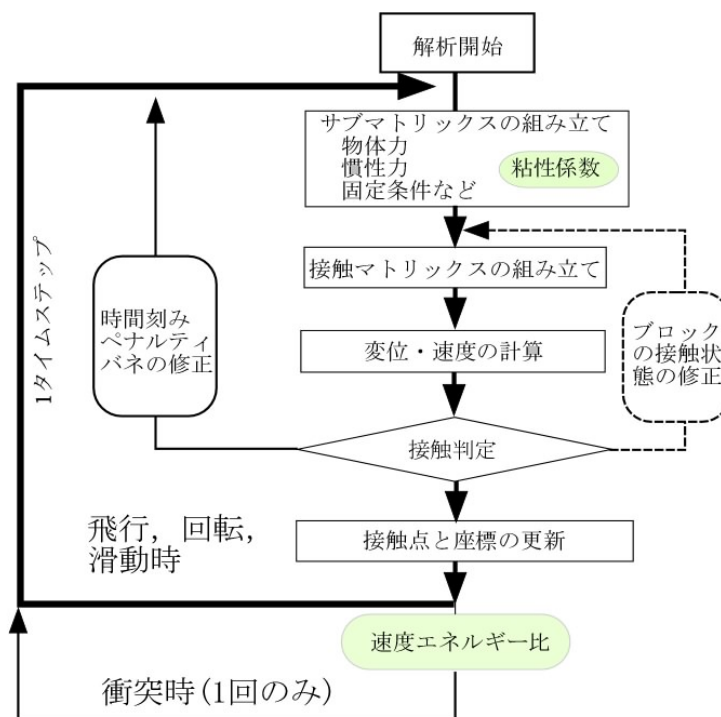 解析開始
サブマトリックスの組み立て
物体力
慣性力
固定条件など
粘性係数
接触マトリックスの組み立て
1タイムステップ
時間刻み
ペナルティ
バネの修正
変位・速度の計算
ブロック
の接触状
態の修正
接触判定
飛行，回転，
滑動時
接触点と座標の更新
速度エネルギー比
衝突時(1回のみ)